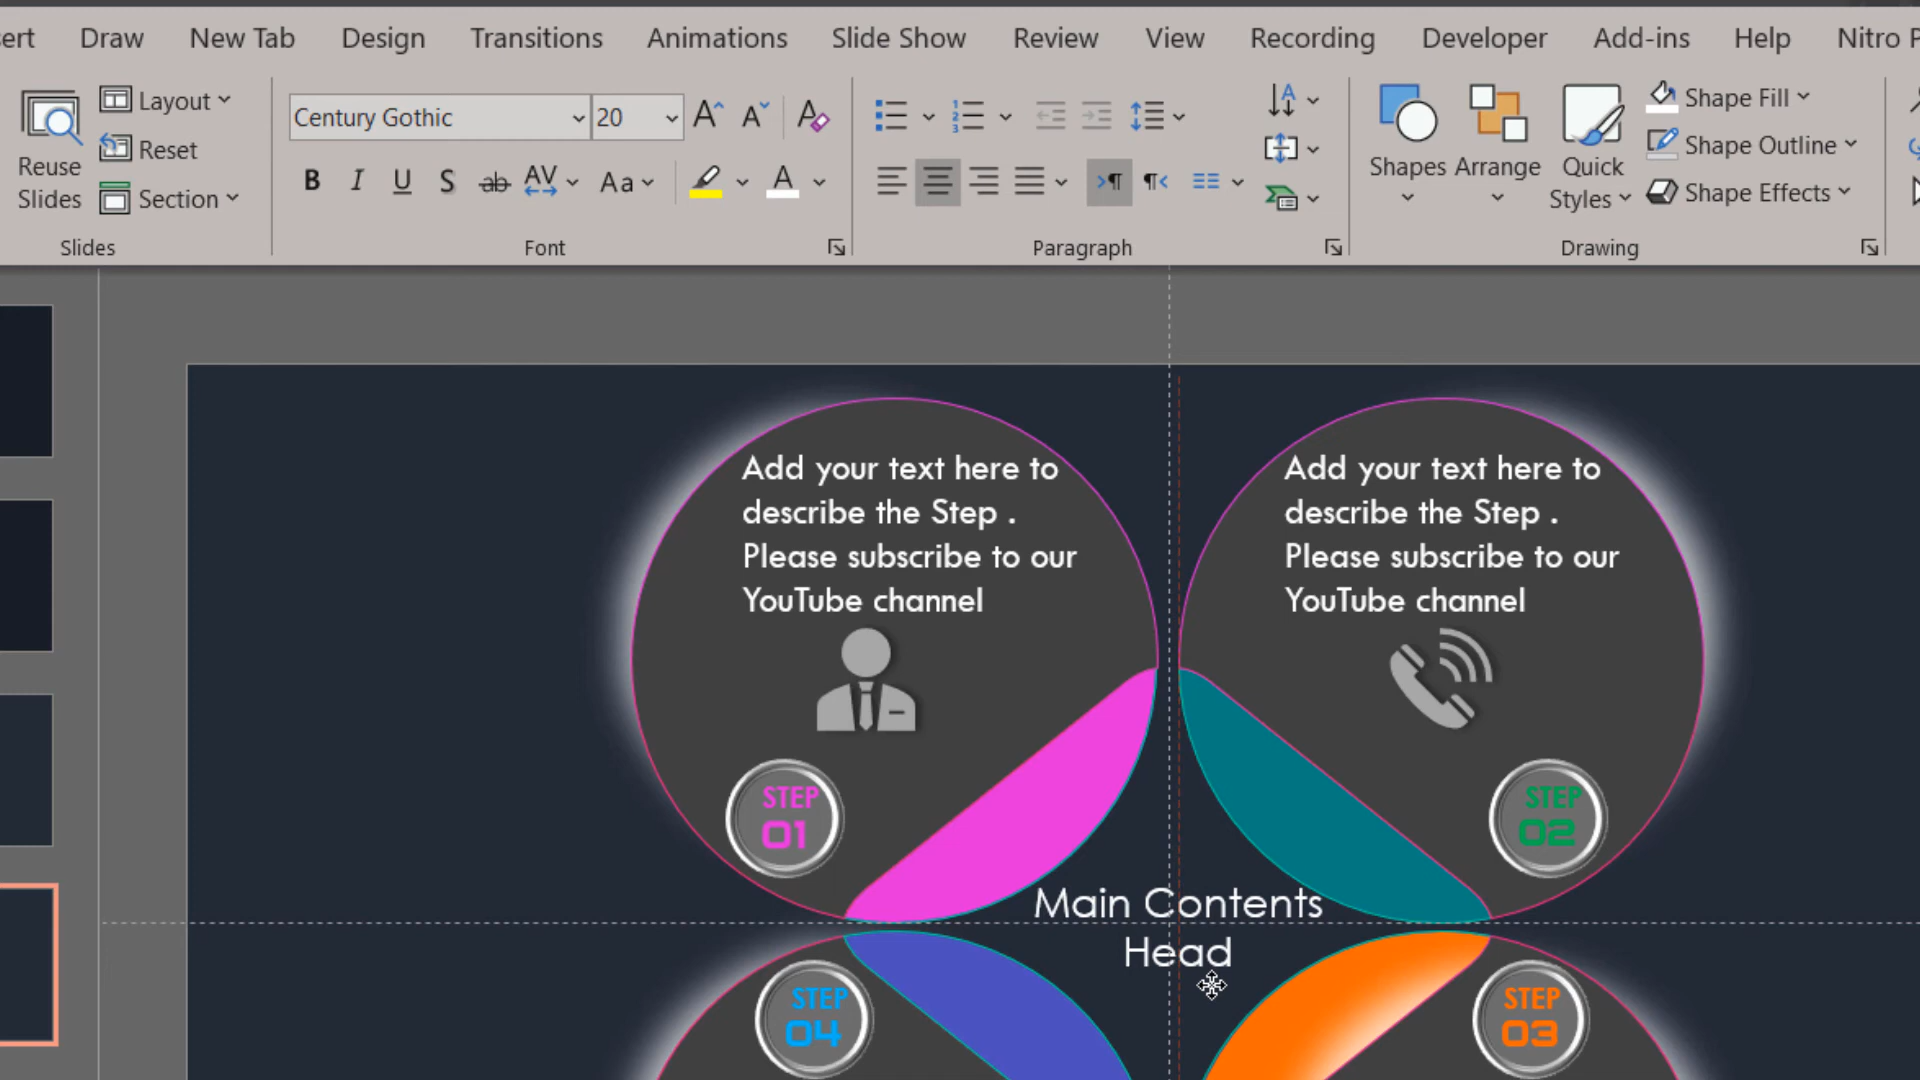 Draw New Tab Design Transitions Animations Slide Show Review View Recording Developer Add-ins Help Nitro
Layout
Reset
Section
Reuse
Slides
Slides
Century Gothic 20
B I U S ab AV Aa A
Font
Paragraph
Shapes Arrange Quick
Styles
Shape Fill
Shape Outline
Shape Effects
Drawing
Add your text here to
describe the Step .
Please subscribe to our
YouTube channel
STEP
01
Add your text here to
describe the Step .
Please subscribe to our
YouTube channel
STEP
02
Main Contents
Head
STEP
04
STEP
03